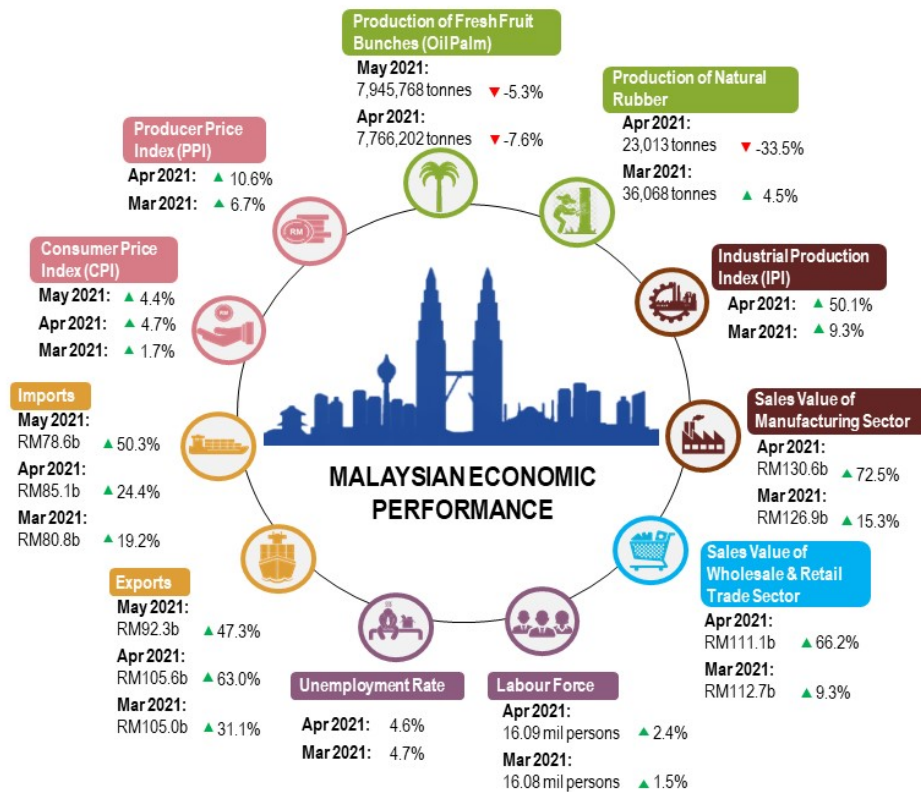 Production of Fresh Fruit
Bunches (Oil Palm)
May 2021:
7,945,768 tonnes ▼ -5.3%
Apr 2021:
7,766,202 tonnes ▼ -7.6%
Production of Natural
Rubber
Apr 2021:
23,013 tonnes ▼ -33.5%
Mar 2021:
36,068 tonnes ▲ 4.5%
Industrial Production
Index (IPI)
Apr 2021: ▲ 50.1%
Mar 2021: ▲ 9.3%
Sales Value of
Manufacturing Sector
Apr 2021:
RM130.6b ▲ 72.5%
Mar 2021:
RM126.9b ▲ 15.3%
Sales Value of
Wholesale & Retail
Trade Sector
Apr 2021:
RM111.1b ▲ 66.2%
Mar 2021:
RM112.7b ▲ 9.3%
Labour Force
Apr 2021:
16.09 mil persons ▲ 2.4%
Mar 2021:
16.08 mil persons ▲ 1.5%
Unemployment Rate
Apr 2021: 4.6%
Mar 2021: 4.7%
Exports
May 2021:
RM92.3b ▲ 47.3%
Apr 2021:
RM105.6b ▲ 63.0%
Mar 2021:
RM105.0b ▲ 31.1%
Imports
May 2021:
RM78.6b ▲ 50.3%
Apr 2021:
RM85.1b ▲ 24.4%
Mar 2021:
RM80.8b ▲ 19.2%
Consumer Price
Index (CPI)
May 2021: ▲ 4.4%
Apr 2021: ▲ 4.7%
Mar 2021: ▲ 1.7%
RM
Producer Price
Index (PPI)
Apr 2021: ▲ 10.6%
Mar 2021: ▲ 6.7%
RM
MALAYSIAN ECONOMIC
PERFORMANCE